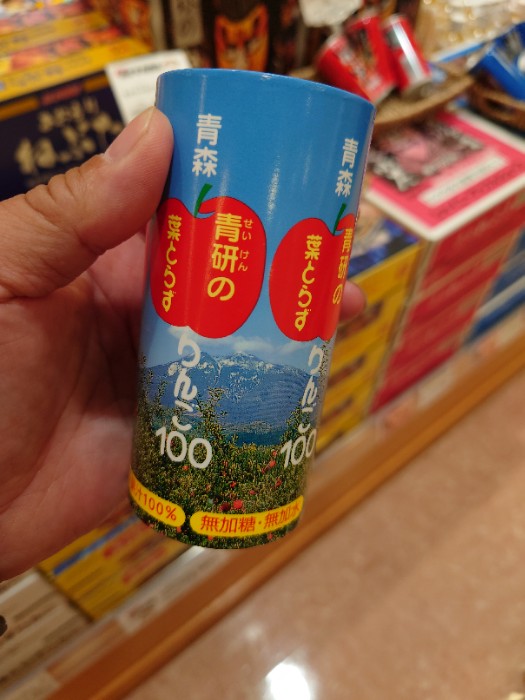 青森
せいけん
青研の
葉とらず
りんご
100
無加糖・無加水
汁100%
青森
青研の
葉とらず
りんご
100